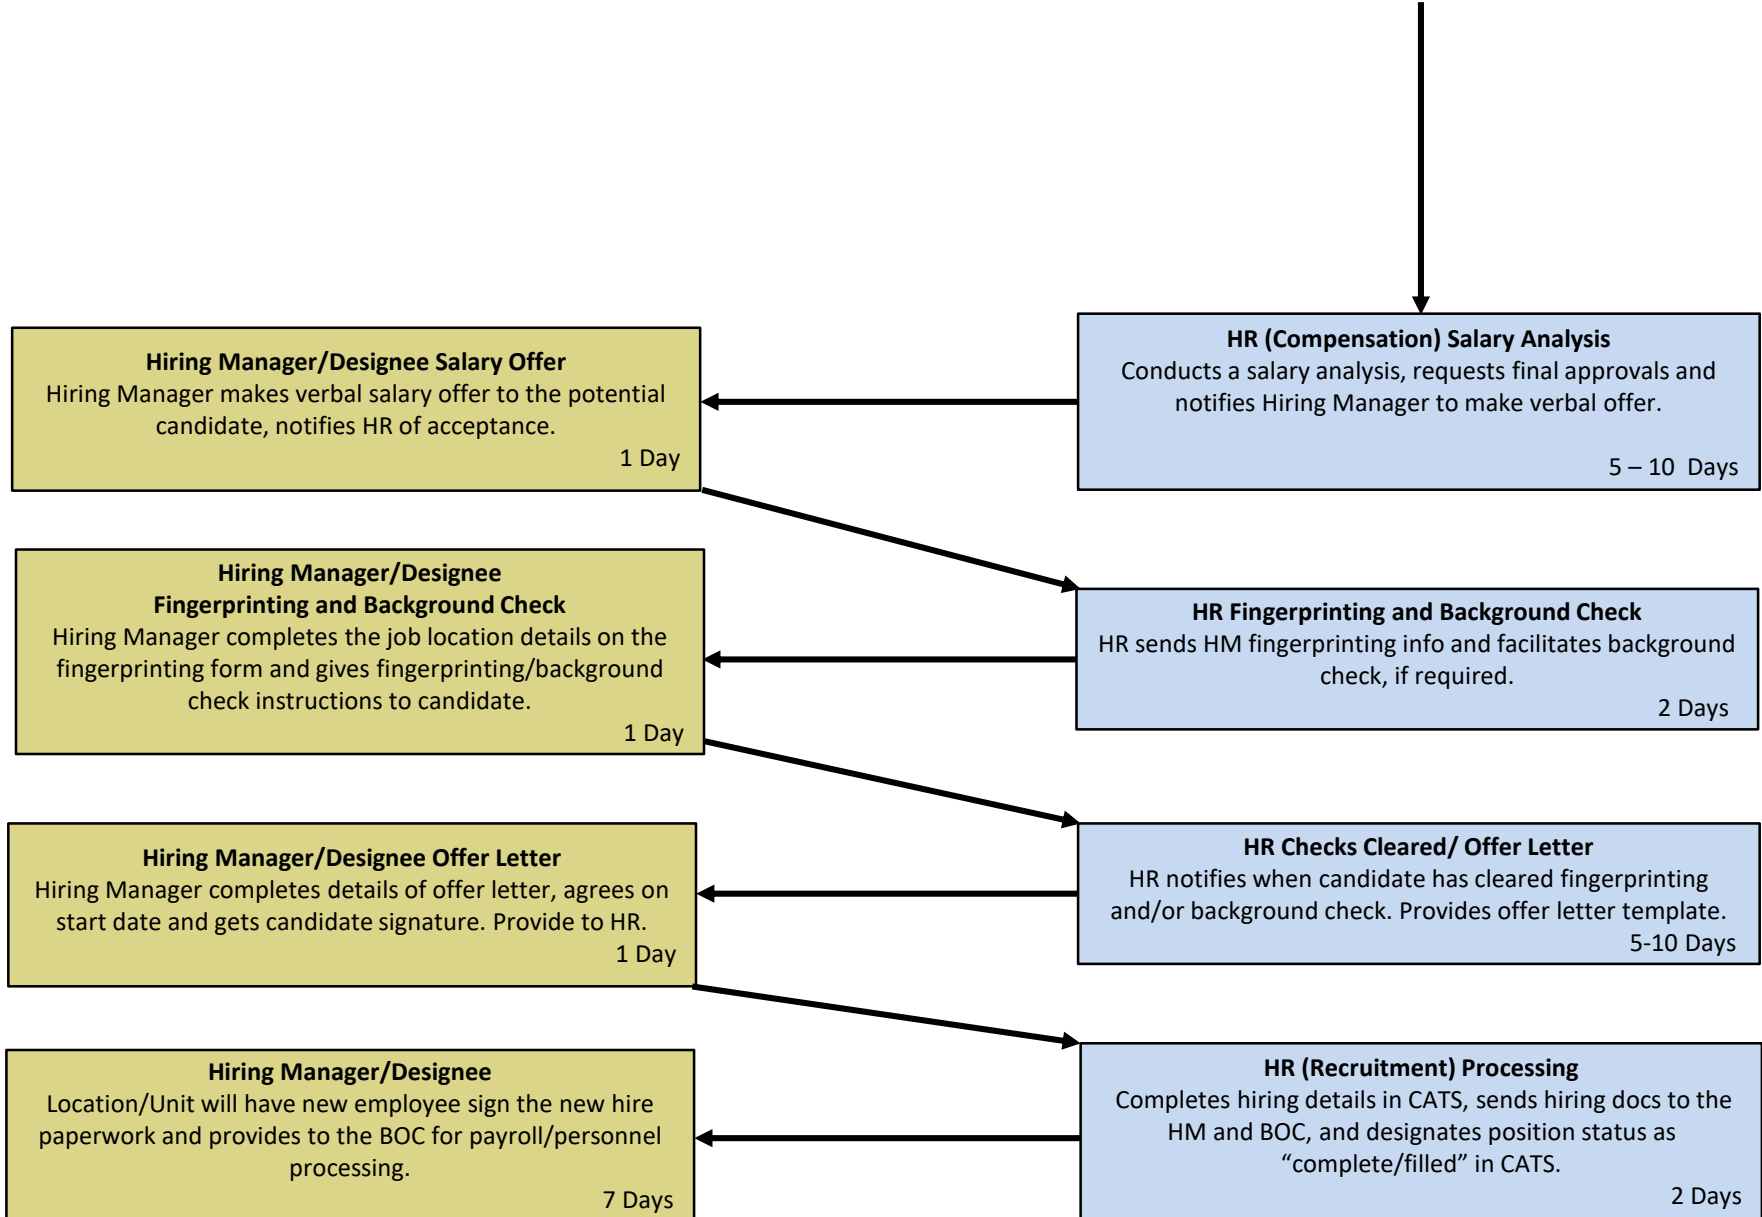 HR (Compensation) Salary Analysis
Conducts a salary analysis, requests final approvals and
notifies Hiring Manager to make verbal offer.
5 – 10  Days
Hiring Manager/Designee Salary Offer
Hiring Manager makes verbal salary offer to the potential
candidate, notifies HR of acceptance.
1 Day
HR Fingerprinting and Background Check
HR sends HM fingerprinting info and facilitates background
check, if required.
2 Days
Hiring Manager/Designee
Fingerprinting and Background Check
Hiring Manager completes the job location details on the
fingerprinting form and gives fingerprinting/background
check instructions to candidate.
1 Day
HR Checks Cleared/ Offer Letter
HR notifies when candidate has cleared fingerprinting
and/or background check. Provides offer letter template.
5-10 Days
Hiring Manager/Designee Offer Letter
Hiring Manager completes details of offer letter, agrees on
start date and gets candidate signature. Provide to HR.
1 Day
HR (Recruitment) Processing
Completes hiring details in CATS, sends hiring docs to the
HM and BOC, and designates position status as
“complete/filled” in CATS.
2 Days
Hiring Manager/Designee
Location/Unit will have new employee sign the new hire
paperwork and provides to the BOC for payroll/personnel
processing.
7 Days